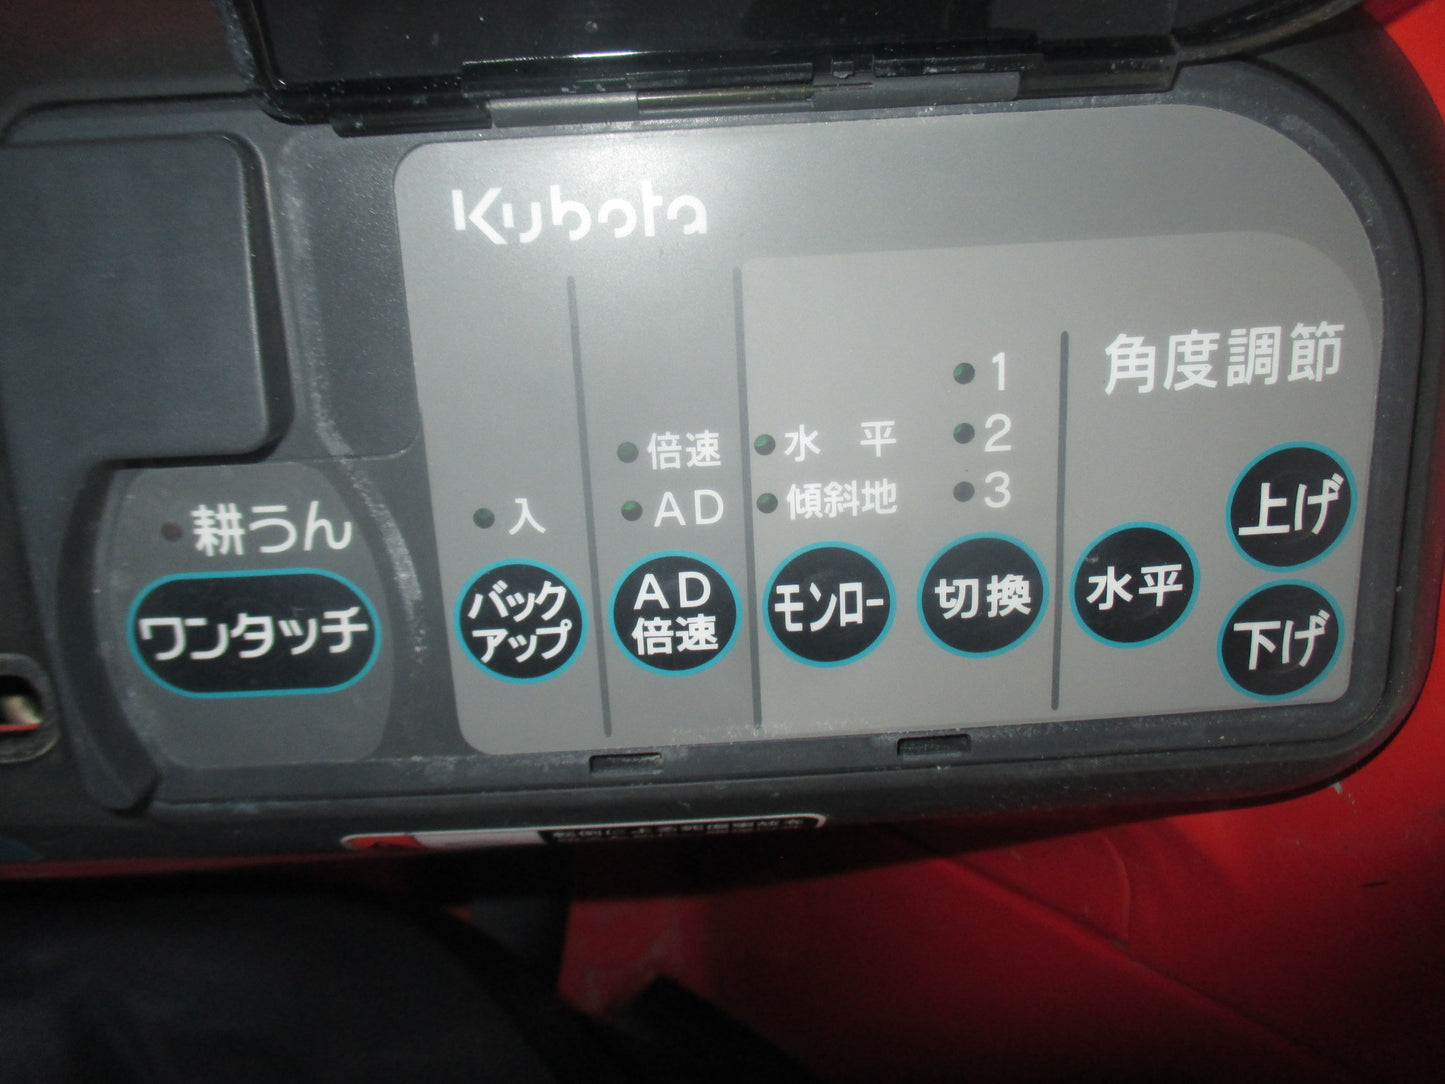 Kubota
角度調節
1
2
3
水平
傾斜地
倍速
AD
入
耕うん
ワンタッチ
バック
アップ
AD
倍速
モンロー
切換
水平
上げ
下げ